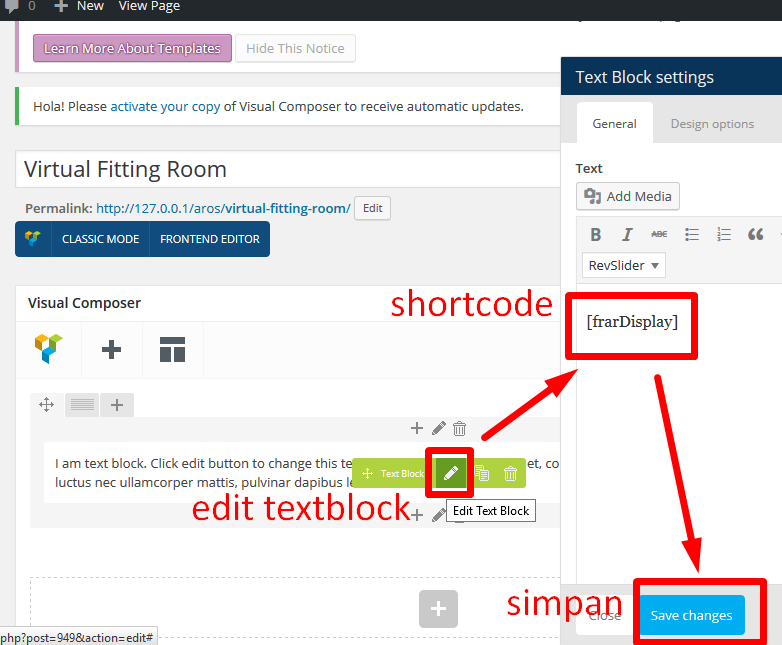 0 New View Page
Learn More About Templates Hide This Notice
Hola! Please activate your copy of Visual Composer to receive automatic updates.
Virtual Fitting Room
Permalink: http://127.0.0.1/aros/virtual-fitting-room/ Edit
CLASSIC MODE FRONTEND EDITOR
Visual Composer
I am text block. Click edit button to change this te
et, co
luctus nec ullamcorper mattis, pulvinar dapibus le
Text Block
Edit Text Block
edit textblock
php?post=949&action=edit#
Text Block settings
General Design options
Text
Add Media
B I ABC
RevSlider
shortcode
[frarDisplay]
simpan
Close Save changes